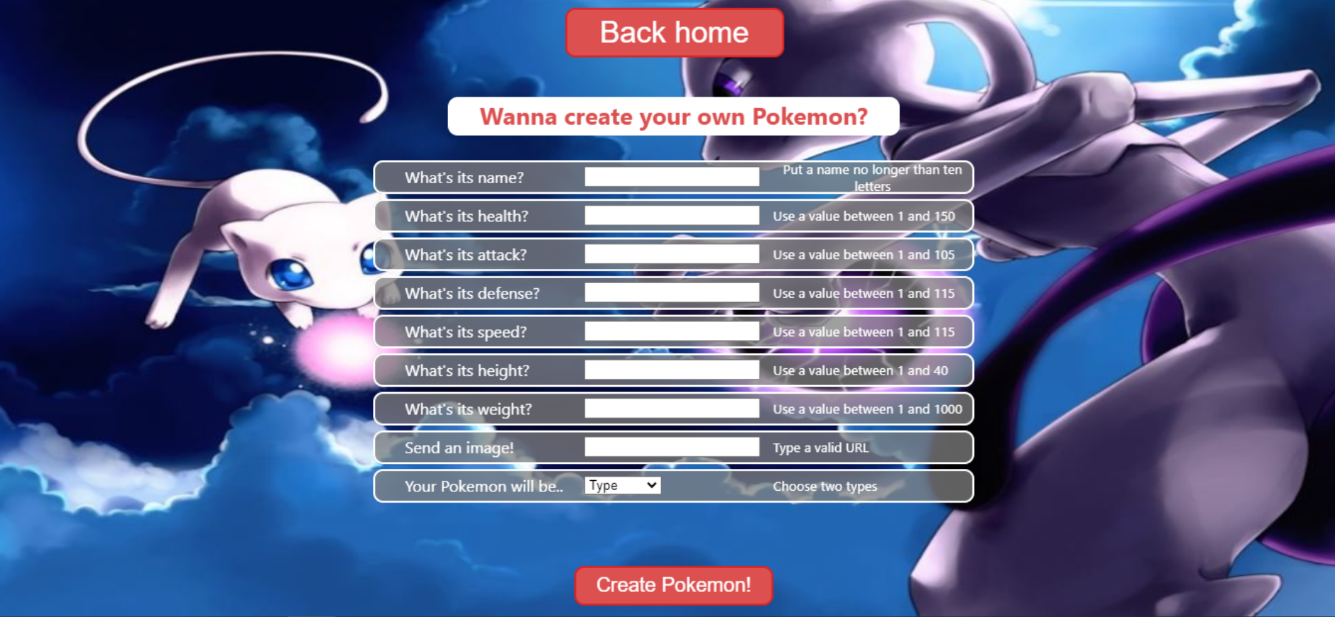 Back home
Wanna create your own Pokemon?
What's its name?
Put a name no longer than ten
letters
What's its health?
Use a value between 1 and 150
What's its attack?
Use a value between 1 and 105
What's its defense?
Use a value between 1 and 115
What's its speed?
Use a value between 1 and 115
What's its height?
Use a value between 1 and 40
What's its weight?
Use a value between 1 and 1000
Send an image!
Type a valid URL
Your Pokemon will be..
Type
Choose two types
Create Pokemon!